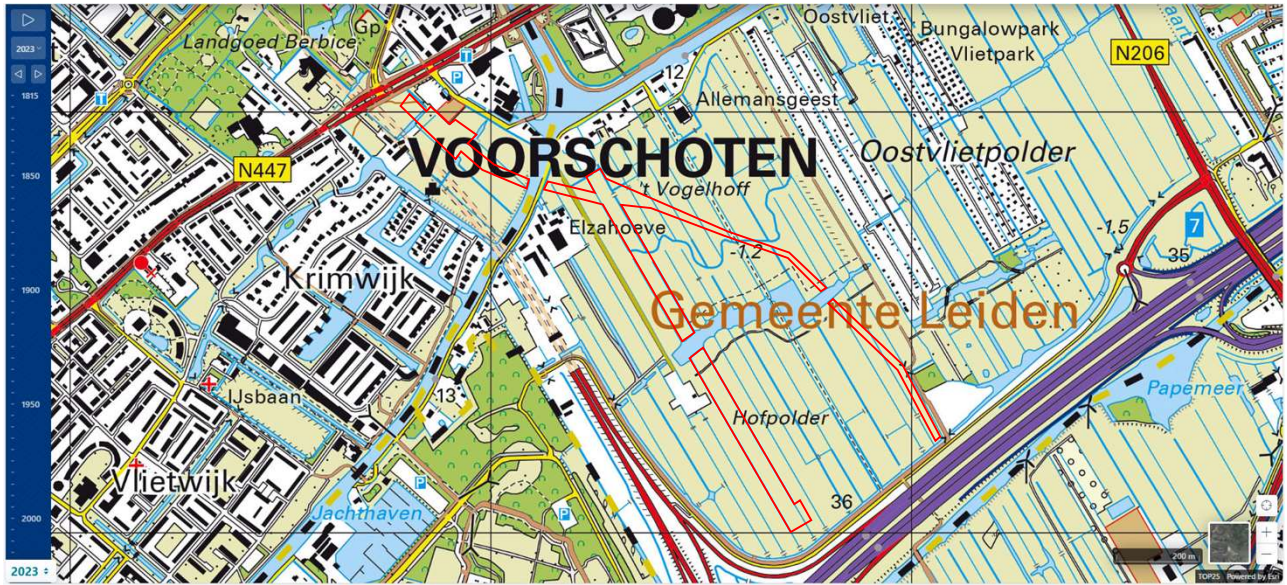 2023
1815
1850
1900
1950
2000
2023
Landgoed Berbice
Gp
T
P
12
Oostvliet
Bungalowpark
Vlietpark
N206
T
Allemansgeest
N447
VOORSCHOTEN
Oostvlietpolder
't Vogelhoff
Elzahoeve
-1.2
-1.5
7
35
Krimwijk
Gemeente Leiden
IJsbaan
13
Hofpolder
Papemeer
Vlietwijk
P
Jachthaven
P
36
200 m
TOP25 Powered by Esri